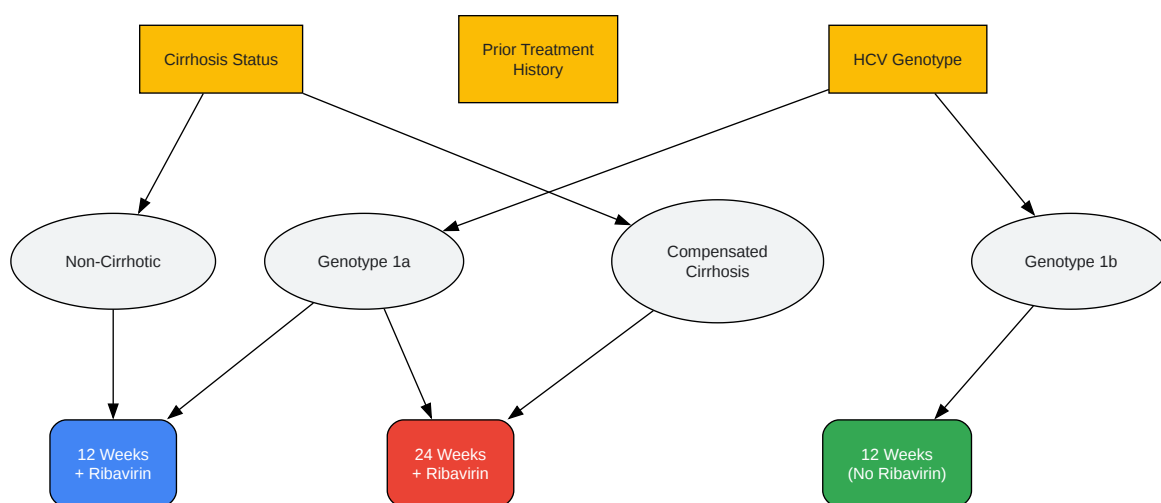 Cirrhosis Status
Prior Treatment
History
HCV Genotype
Non-Cirrhotic
Genotype 1a
Compensated
Cirrhosis
Genotype 1b
12 Weeks
+ Ribavirin
24 Weeks
+ Ribavirin
12 Weeks
(No Ribavirin)